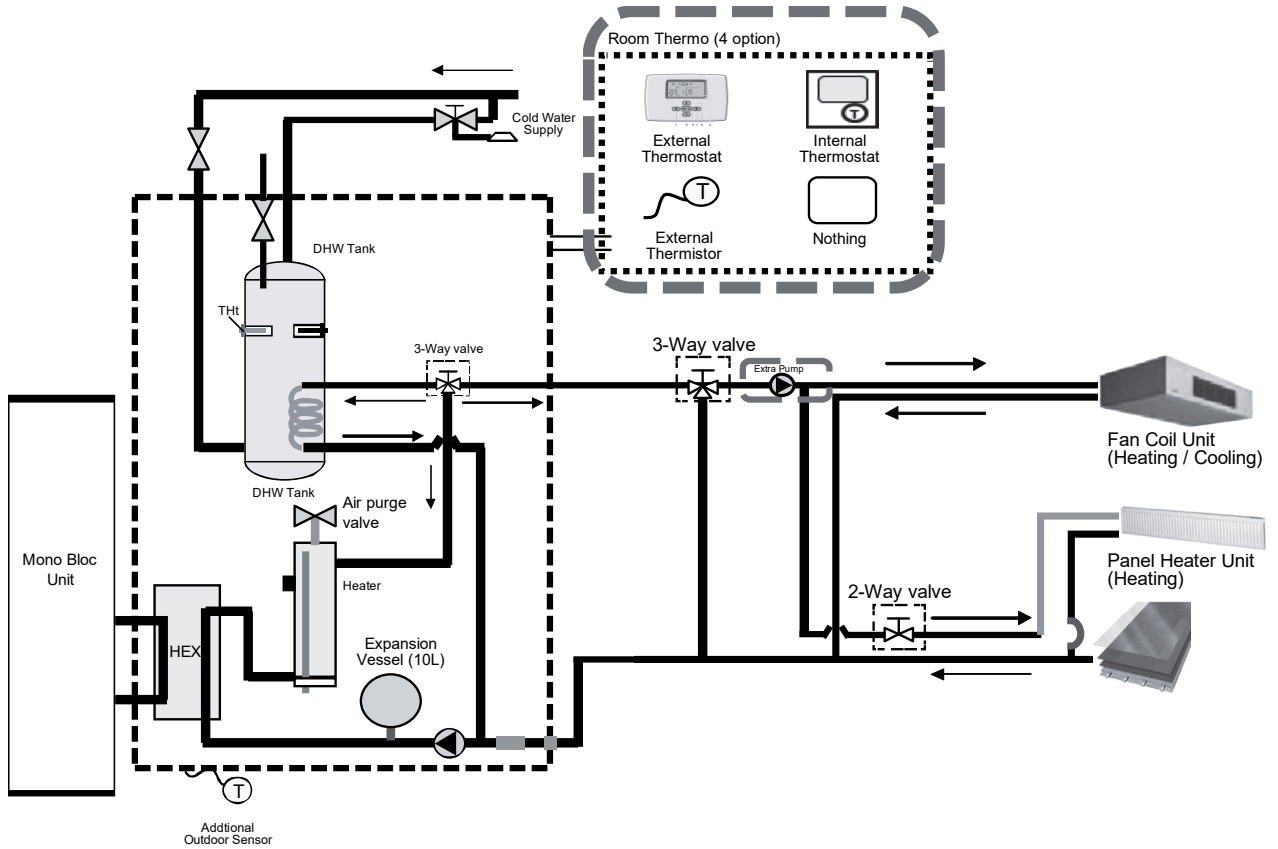 Room Thermo (4 option)
External
Thermostat
Internal
Thermostat
T
T
External
Thermistor
Nothing
Cold Water
Supply
DHW Tank
THt
3-Way valve
3-Way valve
Extra Pump
Fan Coil Unit
(Heating / Cooling)
DHW Tank
Air purge
valve
Mono Bloc
Unit
Heater
Panel Heater Unit
(Heating)
2-Way valve
HEX
Expansion
Vessel (10L)
T
Addtional
Outdoor Sensor